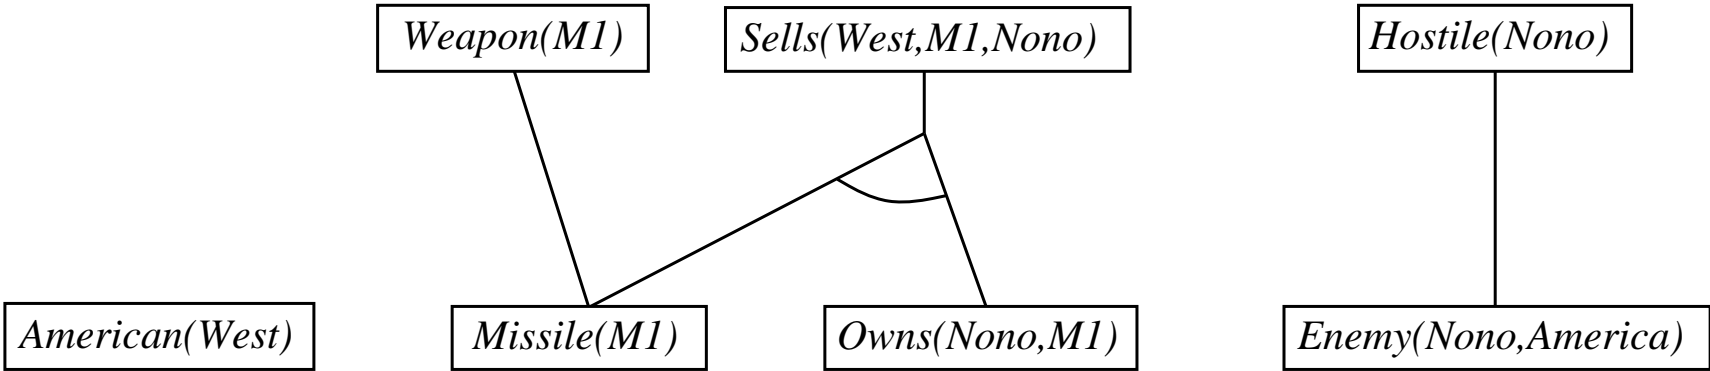 Weapon(M1)
Sells(West,M1,Nono)
Hostile(Nono)
American(West)
Missile(M1)
Owns(Nono,M1)
Enemy(Nono,America)